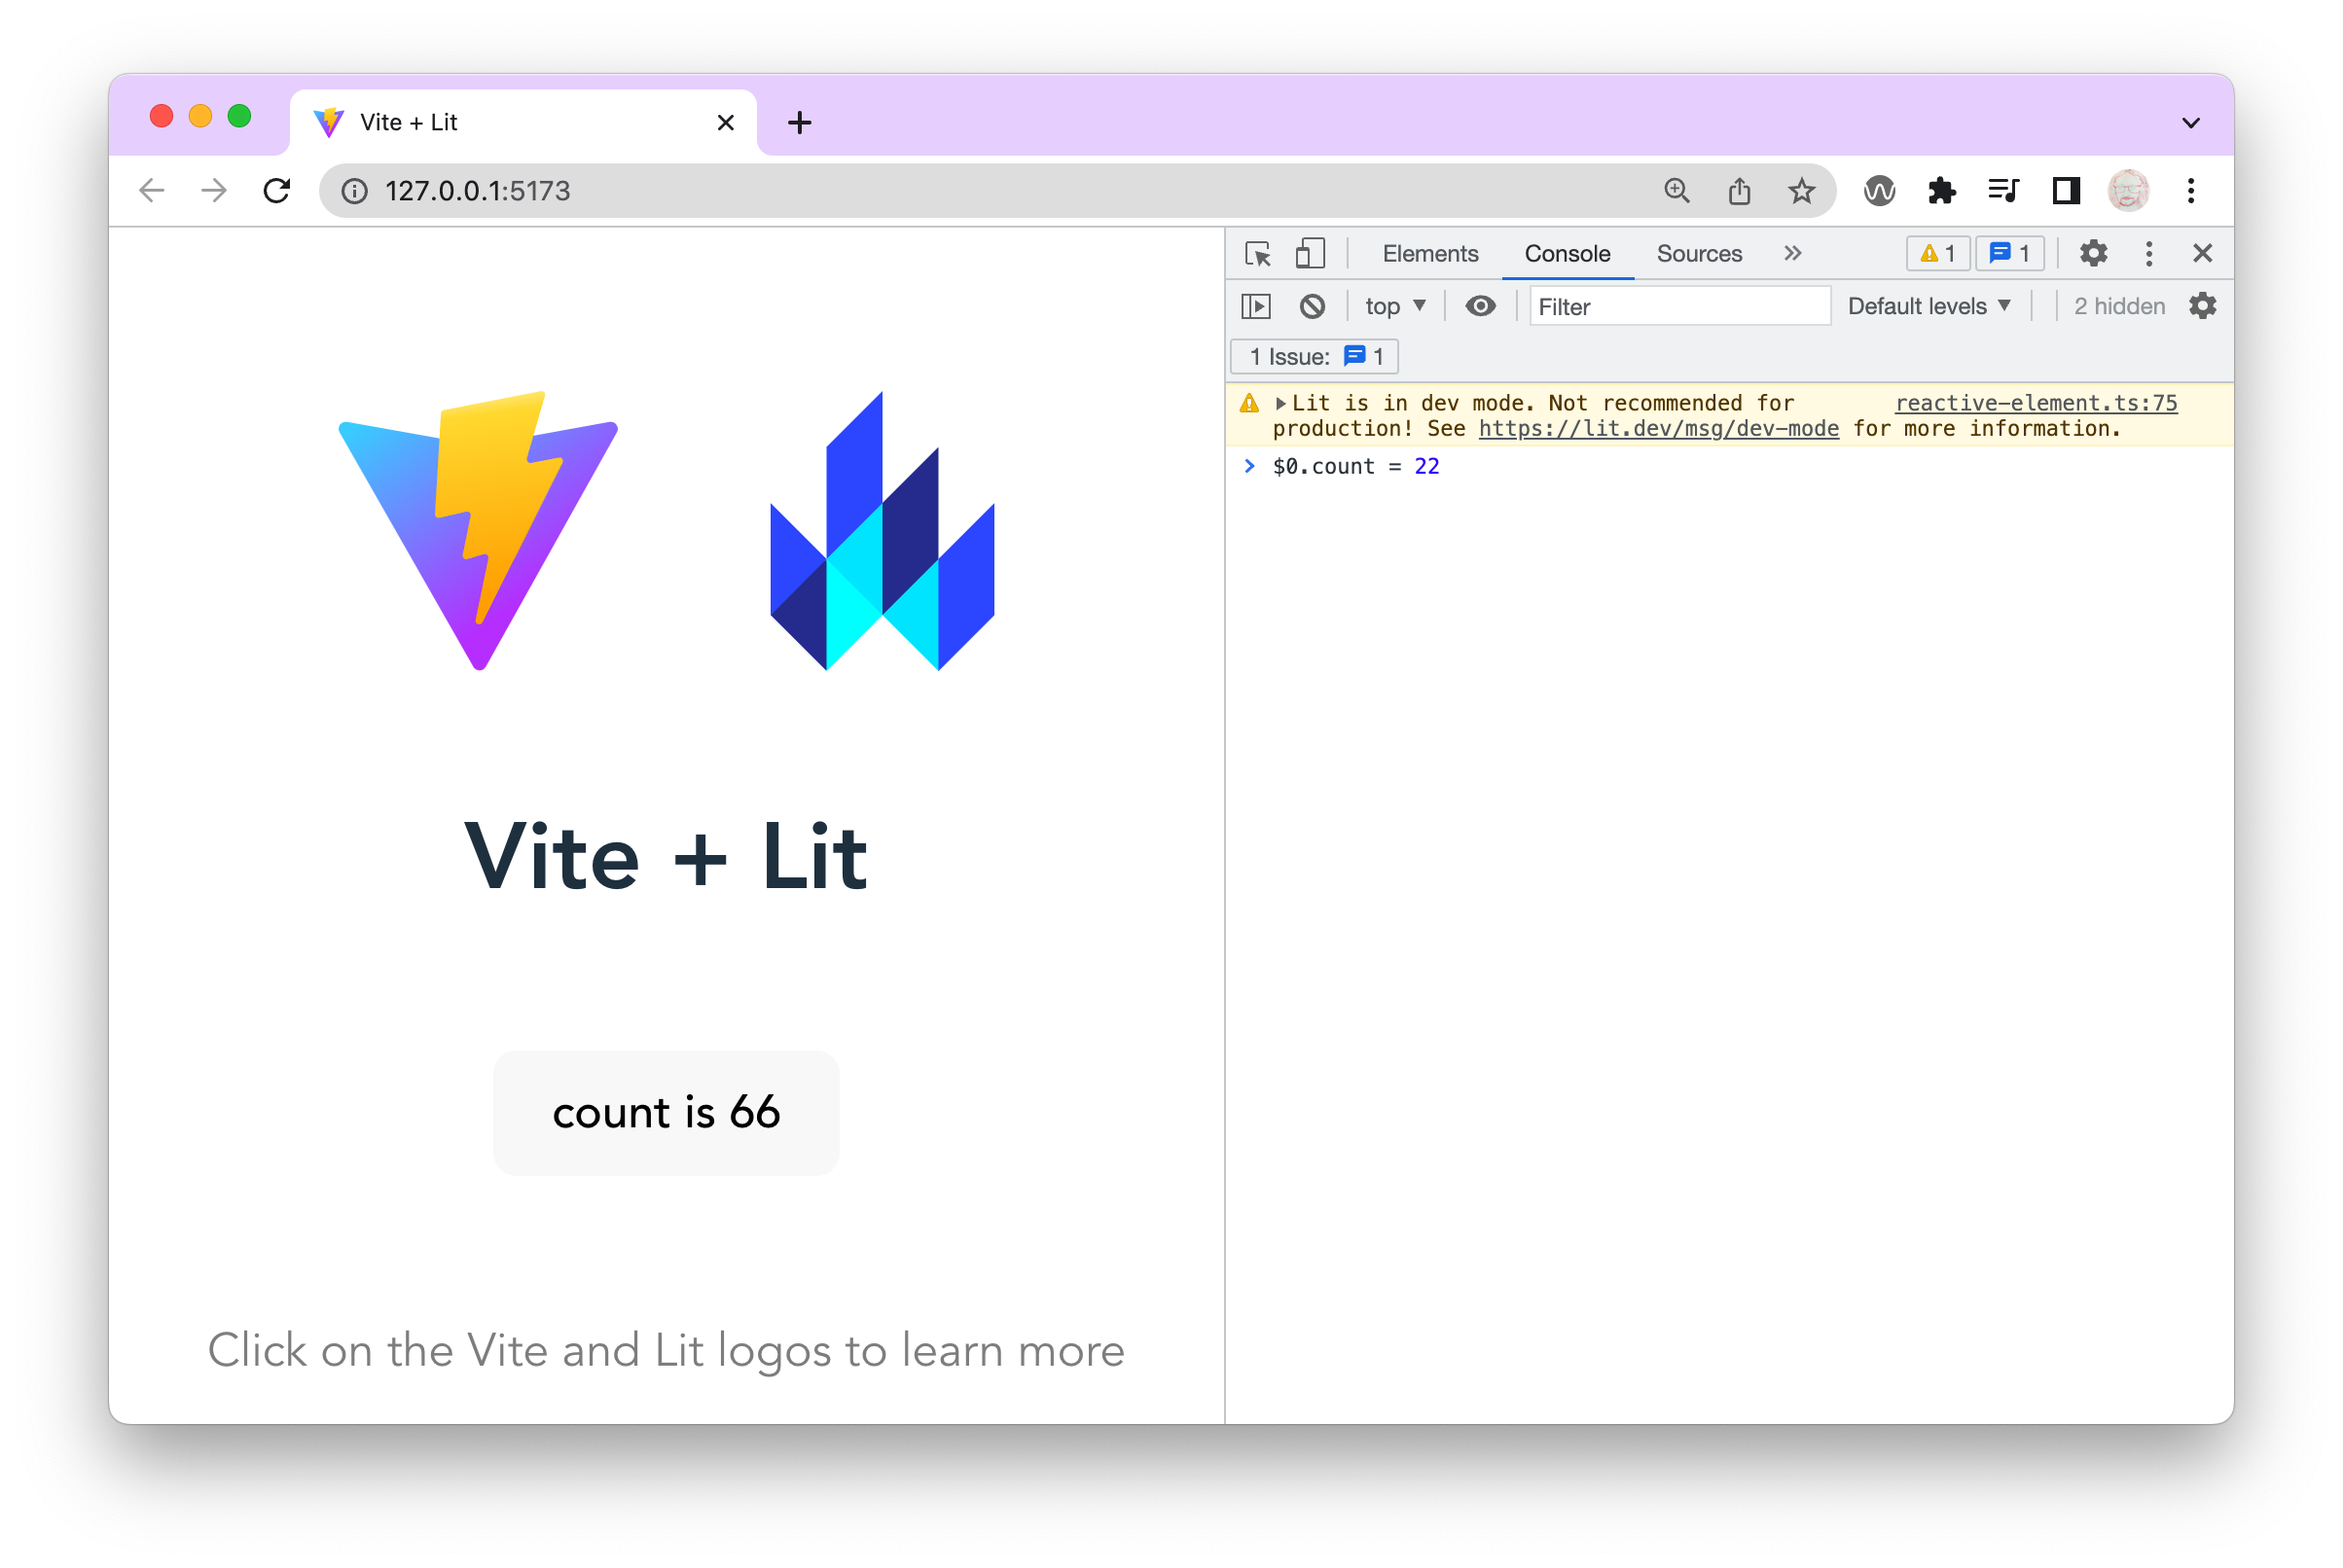 Vite + Lit
127.0.0.1:5173
Elements Console Sources 1 1
top Filter Default levels 2 hidden
1 Issue: 1
Lit is in dev mode. Not recommended for reactive-element.ts:75
production! See https://lit.dev/msg/dev-mode for more information.
> $0.count = 22
Vite + Lit
count is 66
Click on the Vite and Lit logos to learn more